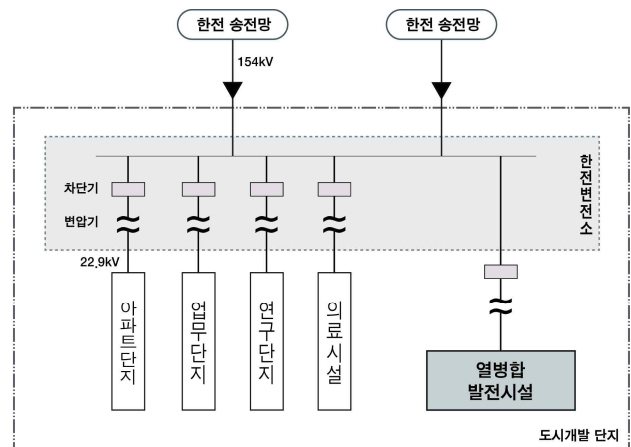 한전 송전망
한전 송전망
154kV
한전변전소
차단기
변압기
22.9kV
아파트단지
업무단지
연구단지
의료시설
열병합
발전시설
도시개발 단지